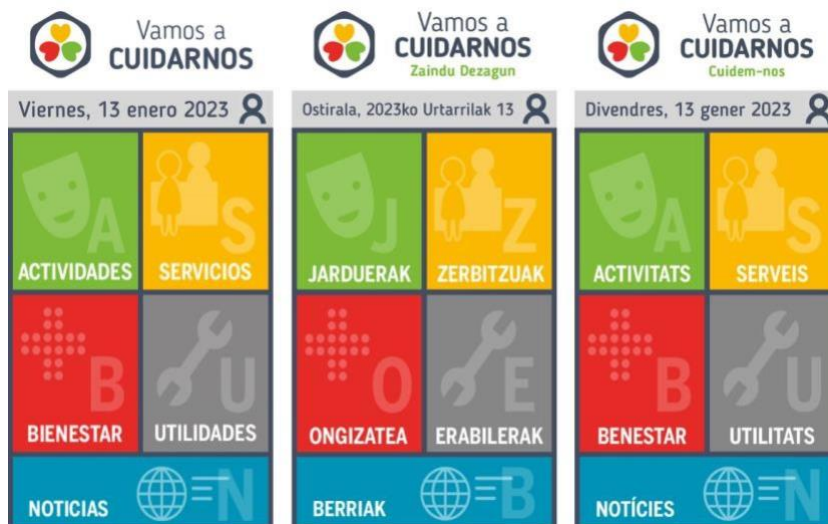 Vamos a
CUIDARNOS
Viernes, 13 enero 2023
A
ACTIVIDADES
S
SERVICIOS
B
BIENESTAR
U
UTILIDADES
NOTICIAS
N
Vamos a
CUIDARNOS
Zaindu Dezagun
Ostirala, 2023ko Urtarrilak 13
J
JARDUERAK
Z
ZERBITZUAK
O
ONGIZATEA
E
ERABILERAK
BERRIAK
B
Vamos a
CUIDARNOS
Cuidem-nos
Divendres, 13 gener 2023
A
ACTIVITATS
S
SERVEIS
B
BENESTAR
U
UTILITATS
NOTÍCIES
N